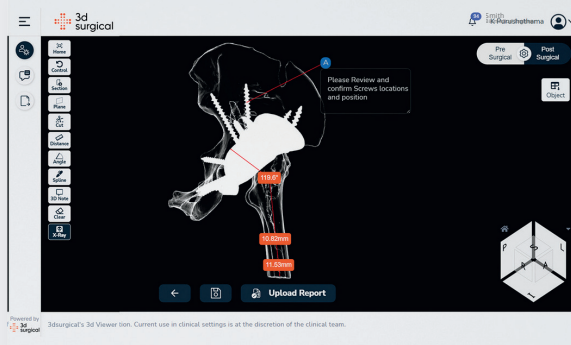 3d
surgical
94
Smith
K Parushothama
Home
Control
Section
Plane
Cut
Distance
Angle
Spline
3D Note
Clear
X-Ray
A
Please Review and
confirm Screws locations
and position
Pre
Surgical
Post
Surgical
Object
119.6°
10.82mm
11.53mm
Upload Report
P
S
L
R
A
I
Powered by
3d
surgical
3dsurgical's 3d Viewer tion. Current use in clinical settings is at the discretion of the clinical team.